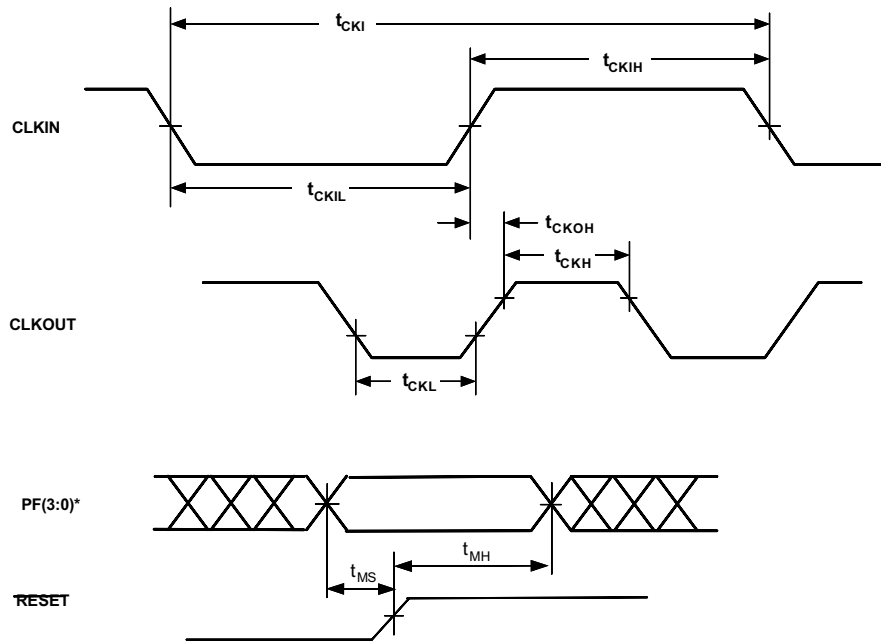 tCKI
tCKIH
CLKIN
tCKIL
tCKOH
tCKH
CLKOUT
tCKL
PF(3:0)*
tMH
tMS
RESET